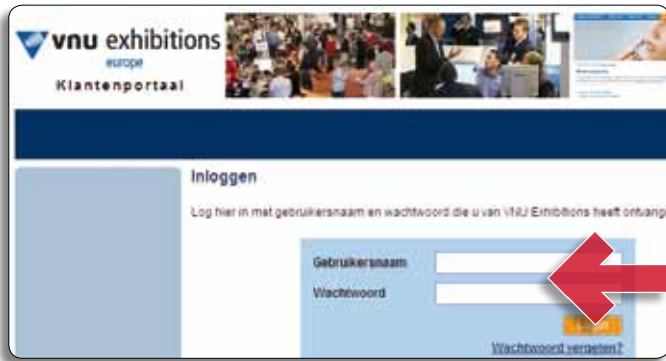 vnu exhibitions
europe
Klantenportaal
Inloggen
Log hier in met gebruikersnaam en wachtwoord die u van VNU Exhibitions heeft ontvang
Gebruikersnaam
Wachtwoord
Wachtwoord vergeten?